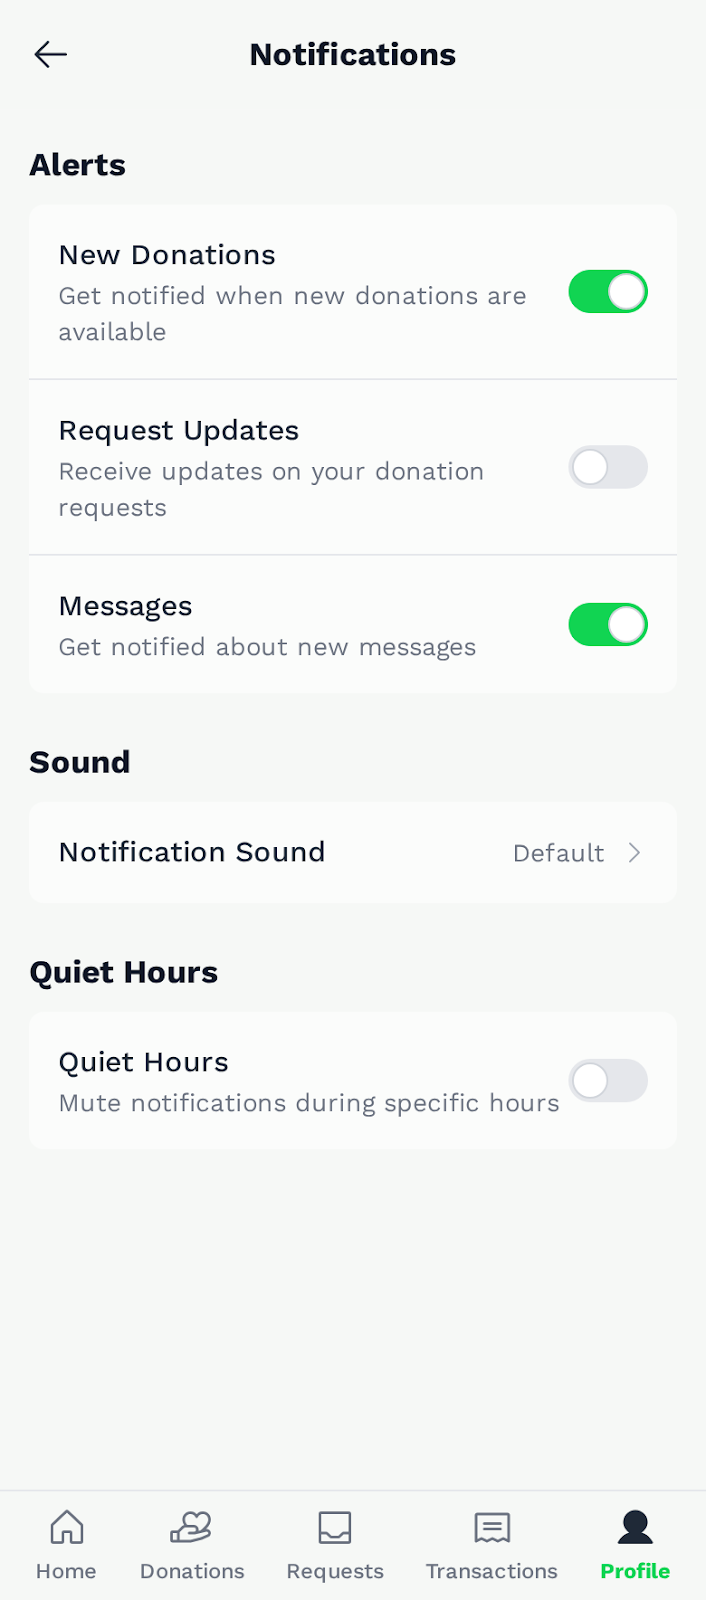 Notifications
Alerts
New Donations
Get notified when new donations are
available
Request Updates
Receive updates on your donation
requests
Messages
Get notified about new messages
Sound
Notification Sound
Default
Quiet Hours
Quiet Hours
Mute notifications during specific hours
Home
Donations
Requests
Transactions
Profile